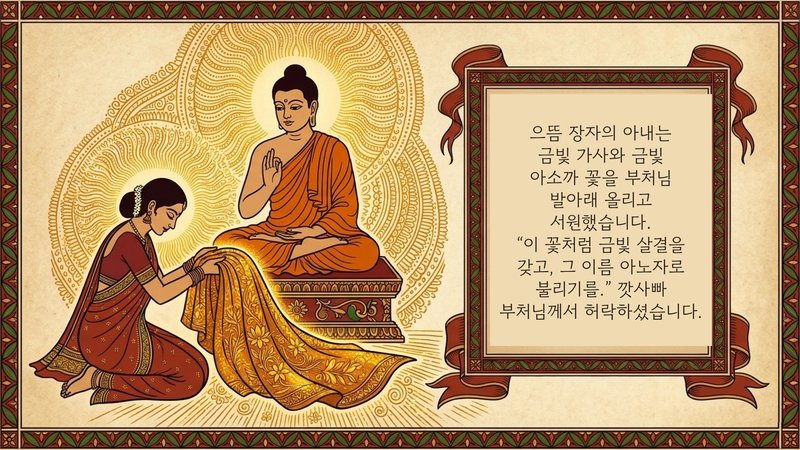 으뜸 장자의 아내는
금빛 가사와 금빛
아소까 꽃을 부처님
발아래 올리고
서원했습니다.
“이 꽃처럼 금빛 살결을
갖고, 그 이름 아노자로
불리기를.” 깟사빠
부처님께서 허락하셨습니다.